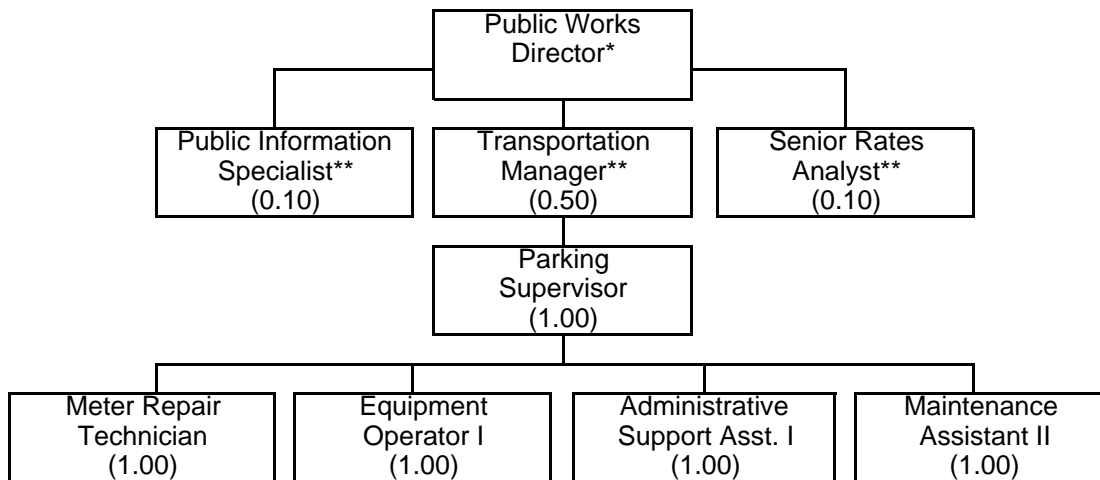 Public Works
Director*
Public Information
Specialist**
(0.10)
Transportation
Manager**
(0.50)
Senior Rates
Analyst**
(0.10)
Parking
Supervisor
(1.00)
Meter Repair
Technician
(1.00)
Equipment
Operator I
(1.00)
Administrative
Support Asst. I
(1.00)
Maintenance
Assistant II
(1.00)